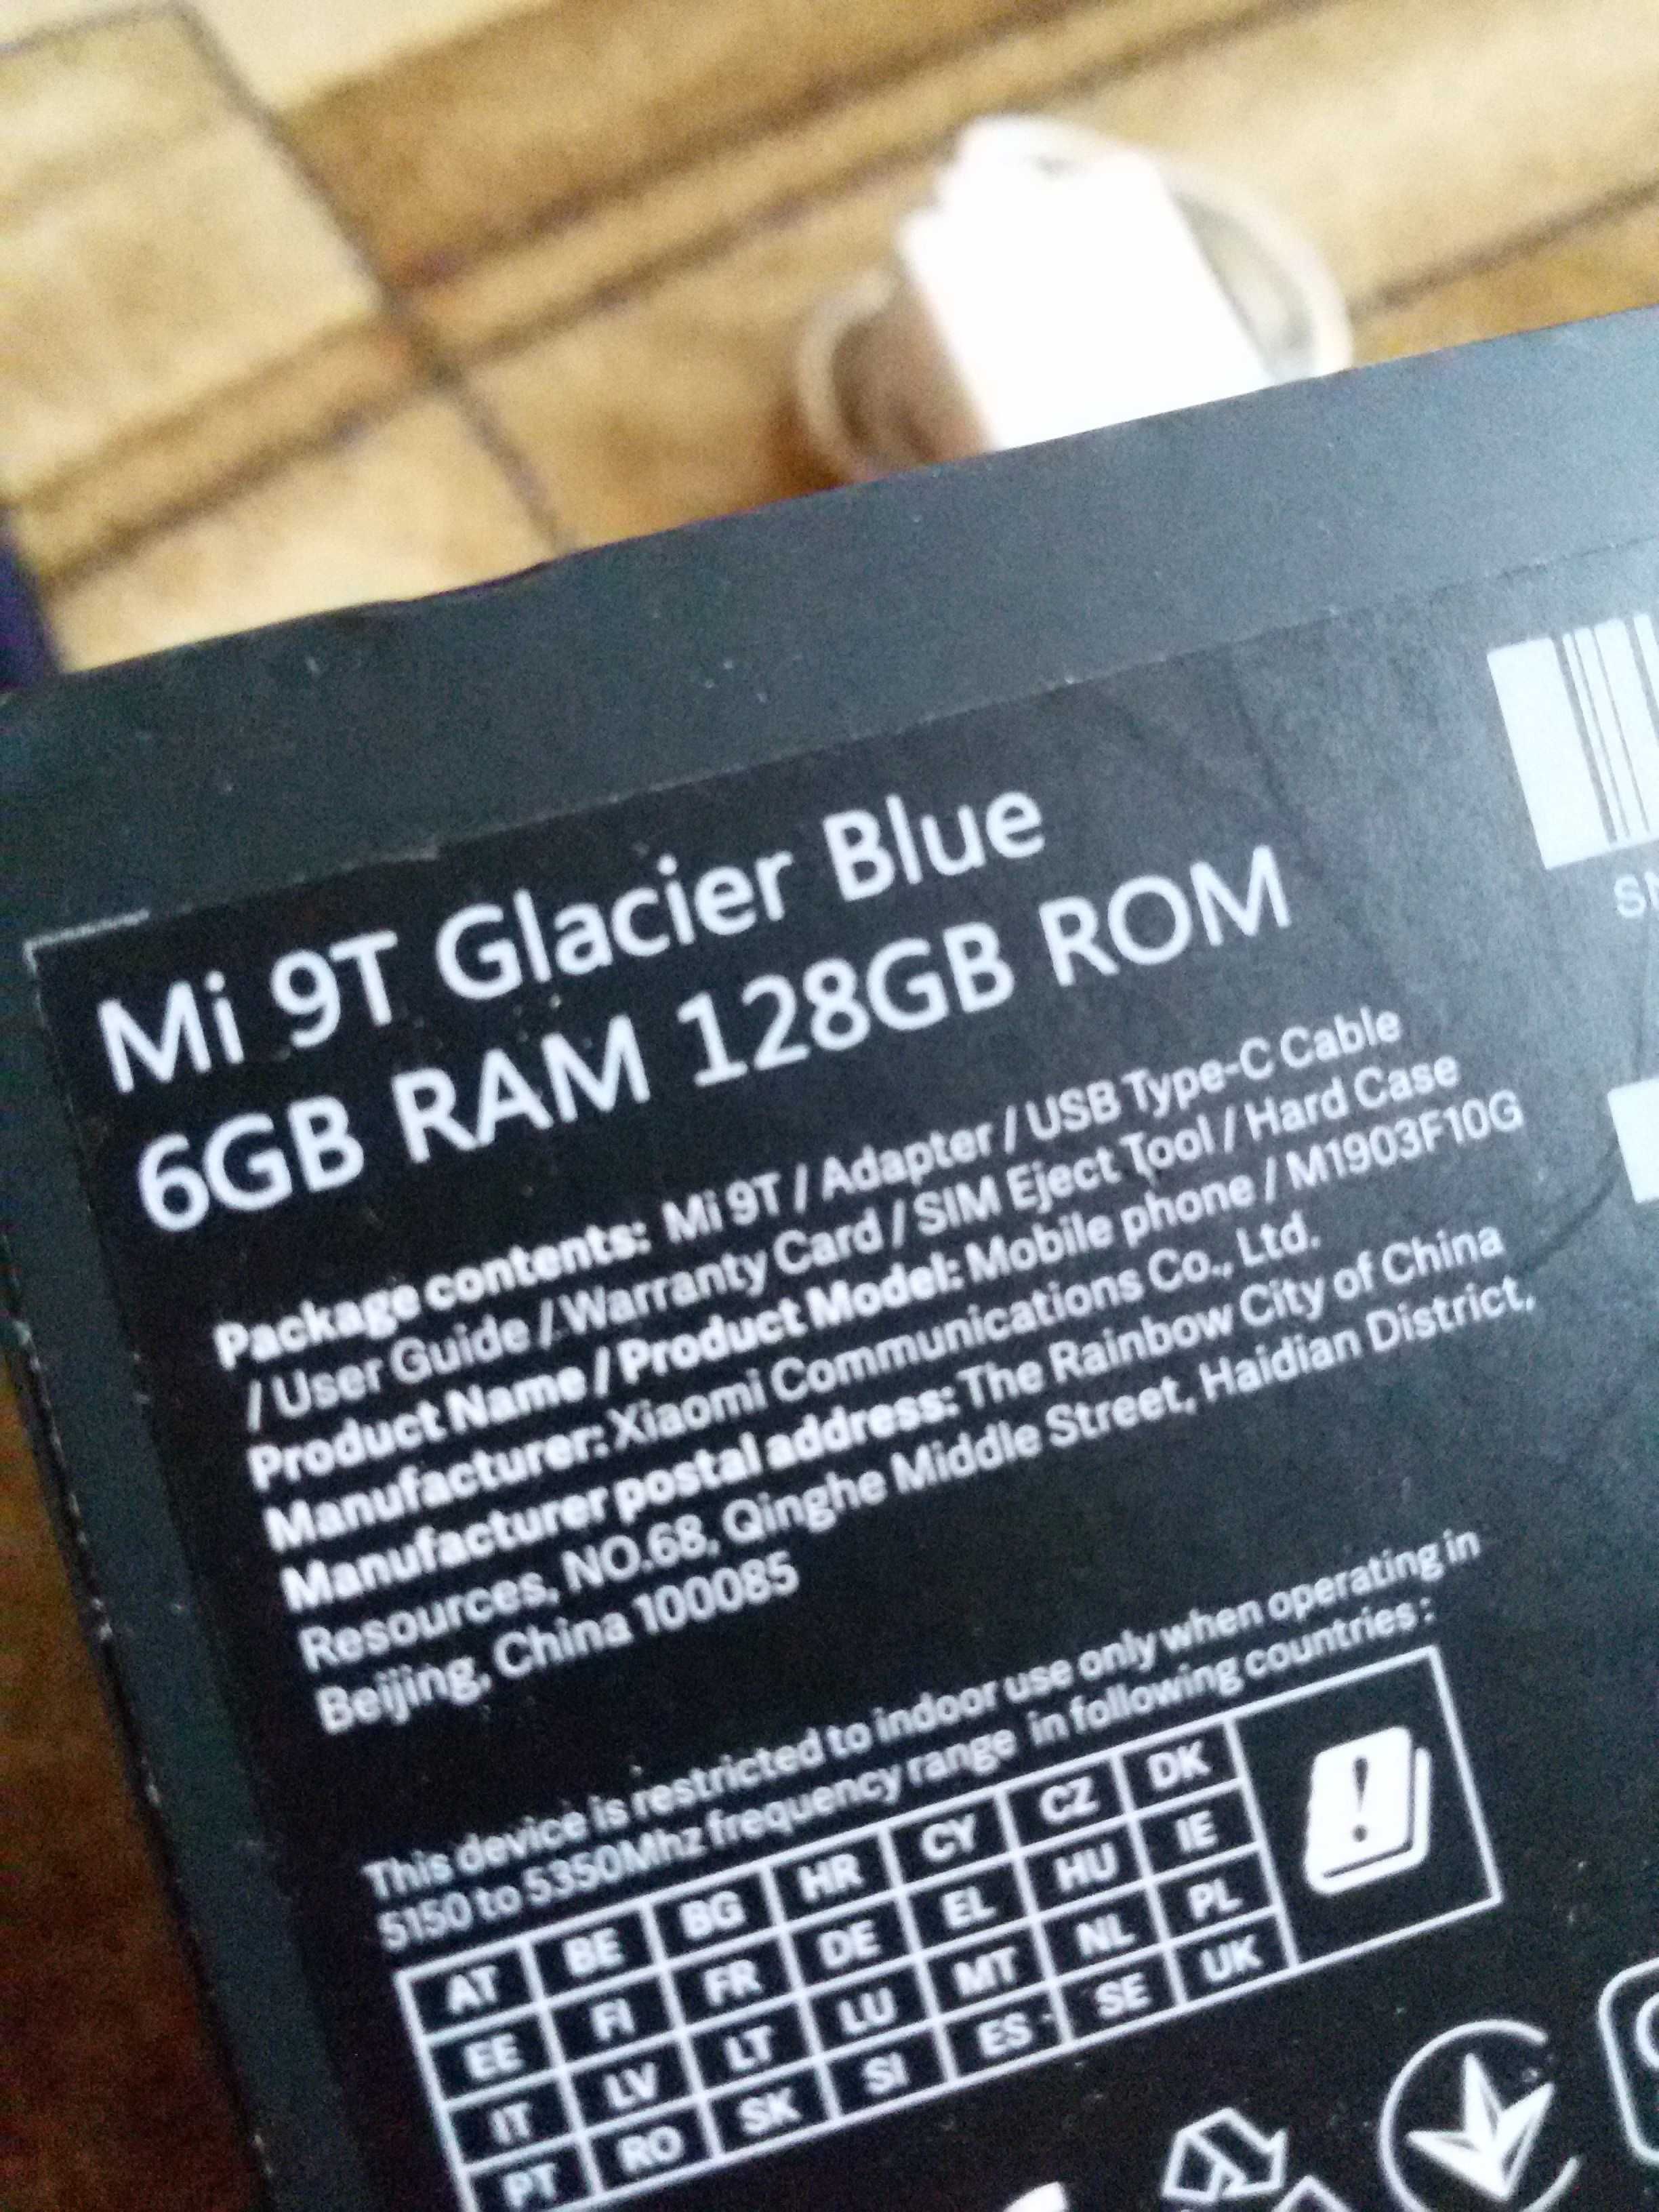 Mi 9T Glacier Blue
6GB RAM 128GB ROM
Package contents: Mi 9T / Adapter / USB Type-C Cable
/ User Guide / Warranty Card / SIM Eject Tool / Hard Case
Product Name / Product Model: Mobile phone / M1903F10G
Manufacturer: Xiaomi Communications Co., Ltd.
Manufacturer postal address: The Rainbow City of China
Resources, NO.68, Qinghe Middle Street, Haidian District,
Beijing, China 100085
This device is restricted to indoor use only when operating in
5150 to 5350Mhz frequency range in following countries :
AT BE BG HR CY CZ DK
EE FI FR DE EL HU IE
IT LV LT LU MT NL PL
PT RO SK SI ES SE UK